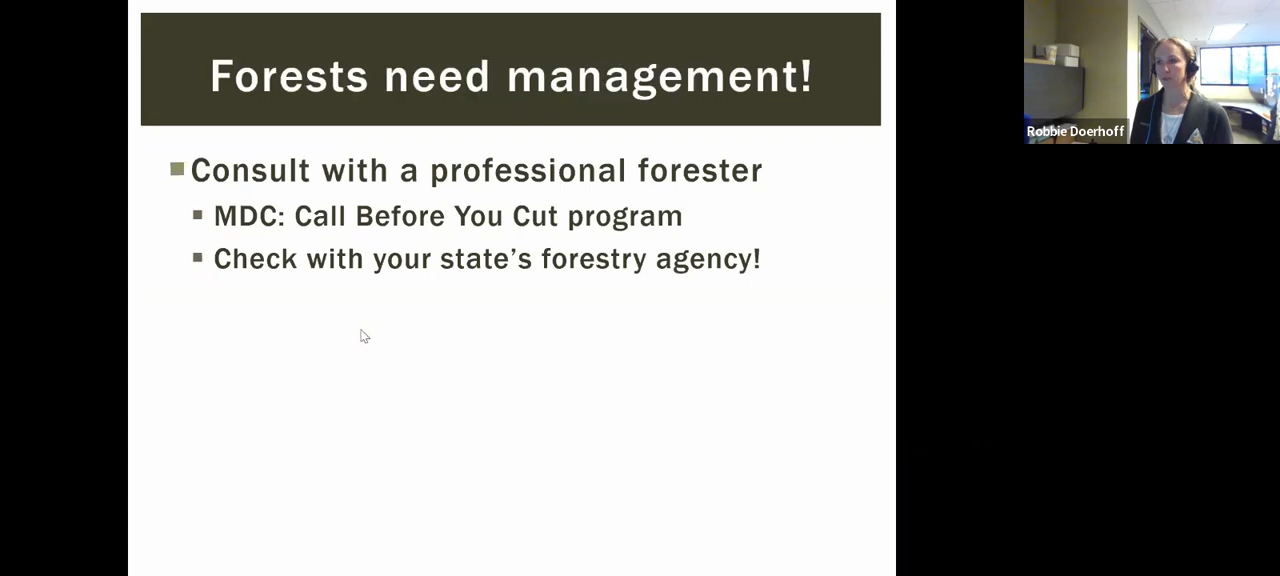 Forests need management!
Consult with a professional forester
MDC: Call Before You Cut program
Check with your state’s forestry agency!
Robbie Doerhoff